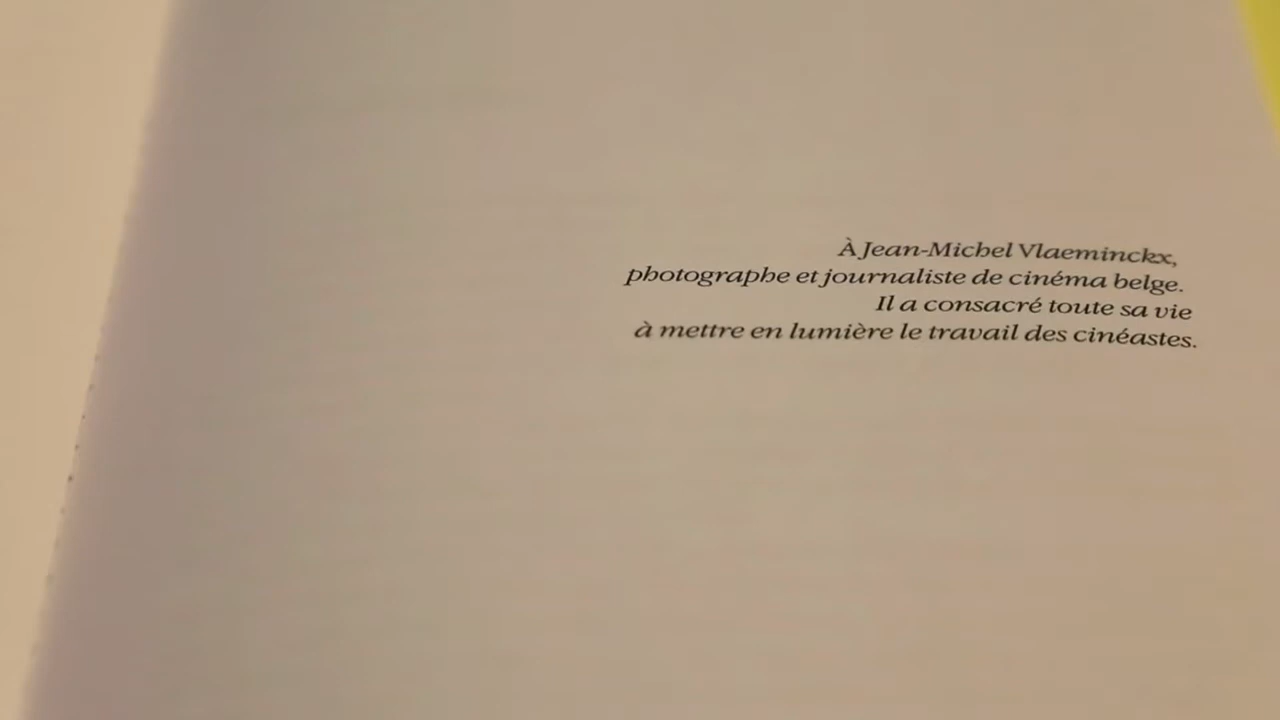 À Jean-Michel Vlaeminckx,
photographe et journaliste de cinéma belge.
Il a consacré toute sa vie
à mettre en lumière le travail des cinéastes.